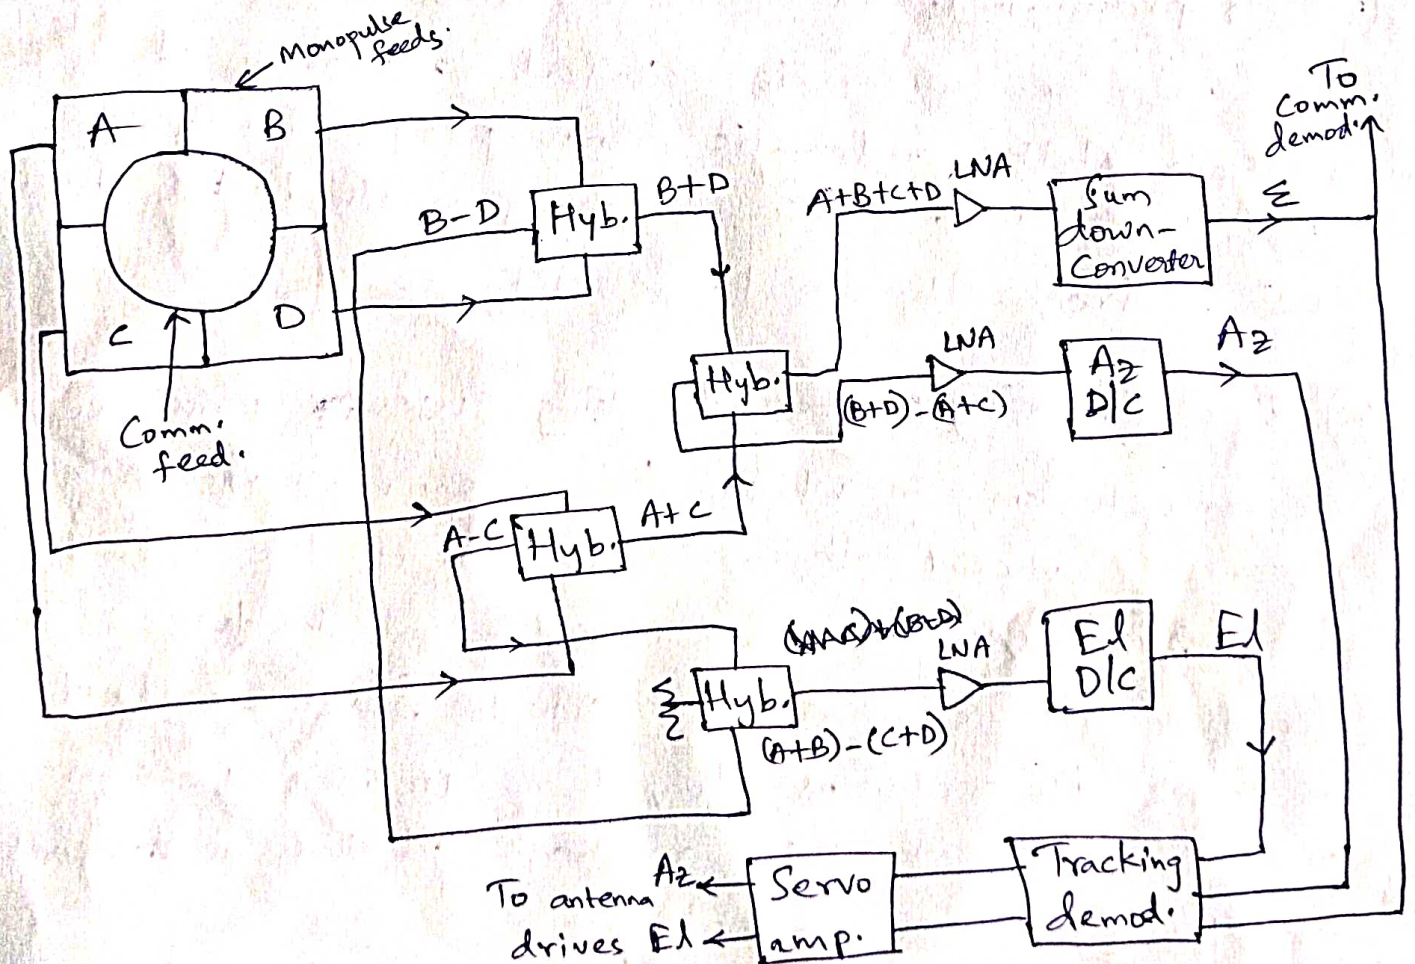 Monopulse
feeds.
A
B
C
D
Comm.
feed.
B-D
Hyb.
B+D
A+B+C+D
LNA
Sum
down-
Converter
Σ
To
Comm.
demod.
Hyb.
LNA
(B+D)-(A+C)
Az
D/C
Az
A-C
Hyb.
A+C
Hyb.
LNA
(A+B)-(C+D)
El
D/C
El
Tracking
demod.
Servo
amp.
Az
To antenna
drives El